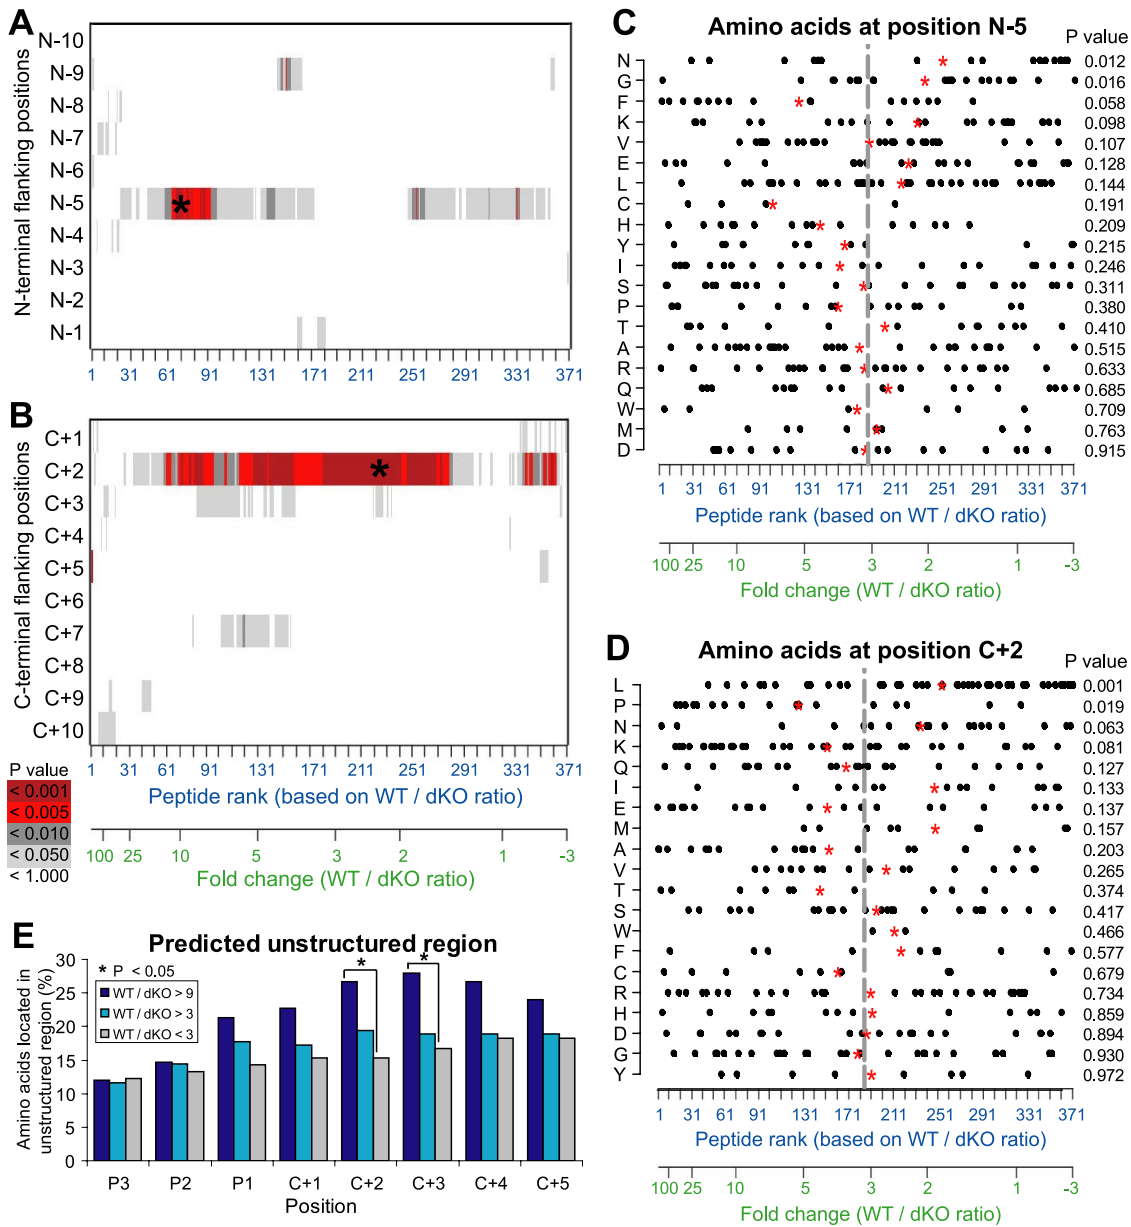 A
N-terminal flanking positions
N-10
N-9
N-8
N-7
N-6
N-5
*
N-4
N-3
N-2
N-1
1 31 61 91 131 171 211 251 291 331 371
B
C-terminal flanking positions
C+1
C+2
*
C+3
C+4
C+5
C+6
C+7
C+8
C+9
C+10
1 31 61 91 131 171 211 251 291 331 371
Peptide rank (based on WT / dKO ratio)
P value
< 0.001
< 0.005
< 0.010
< 0.050
< 1.000
100 25 10 5 3 2 1 -3
Fold change (WT / dKO ratio)
C
Amino acids at position N-5
P value
N 0.012
G 0.016
F 0.058
K 0.098
V 0.107
E 0.128
L 0.144
C 0.191
H 0.209
Y 0.215
I 0.246
S 0.311
P 0.380
T 0.410
A 0.515
R 0.633
Q 0.685
W 0.709
M 0.763
D 0.915
1 31 61 91 131 171 211 251 291 331 371
Peptide rank (based on WT / dKO ratio)
100 25 10 5 3 2 1 -3
Fold change (WT / dKO ratio)
D
Amino acids at position C+2
P value
L 0.001
P 0.019
N 0.063
K 0.081
Q 0.127
I 0.133
E 0.137
M 0.157
A 0.203
V 0.265
T 0.374
S 0.417
W 0.466
F 0.577
C 0.679
R 0.734
H 0.859
D 0.894
G 0.930
Y 0.972
1 31 61 91 131 171 211 251 291 331 371
Peptide rank (based on WT / dKO ratio)
100 25 10 5 3 2 1 -3
Fold change (WT / dKO ratio)
E
Predicted unstructured region
Amino acids located in
unstructured region (%)
30
25
20
15
10
5
0
* P < 0.05
WT / dKO > 9
WT / dKO > 3
WT / dKO < 3
* *
P3 P2 P1 C+1 C+2 C+3 C+4 C+5
Position